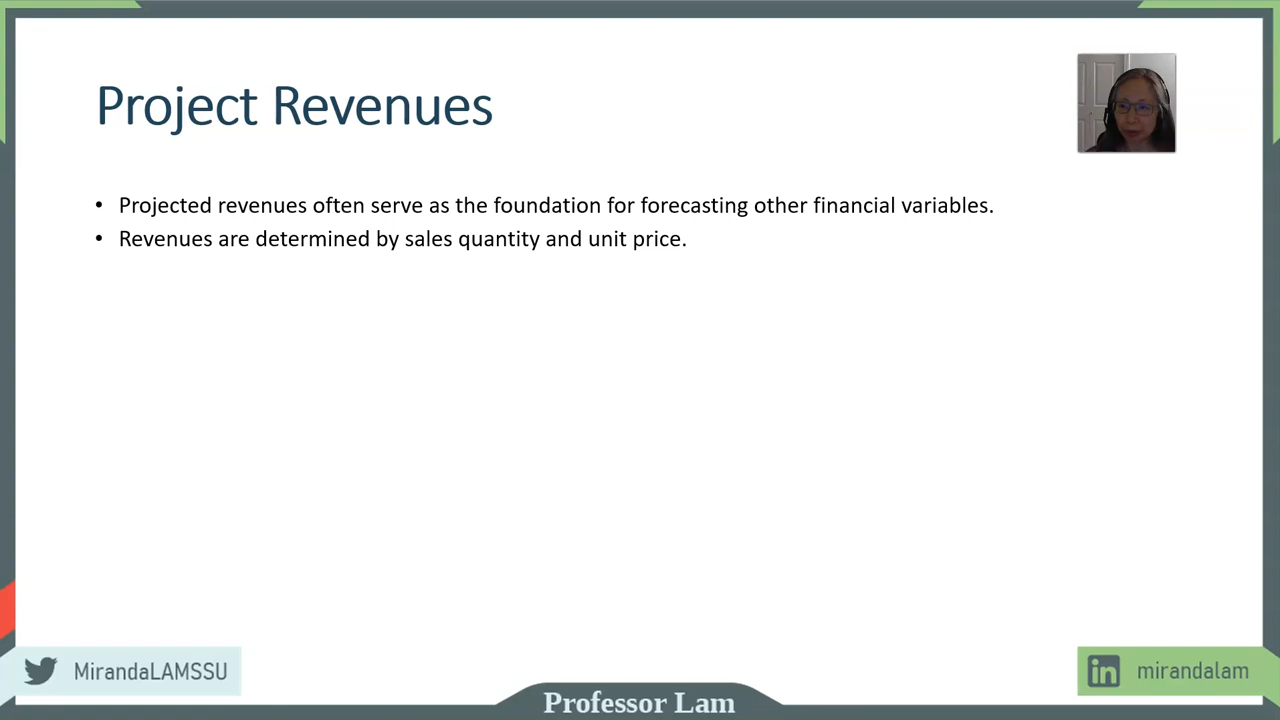 Project Revenues
• Projected revenues often serve as the foundation for forecasting other financial variables.
• Revenues are determined by sales quantity and unit price.
MirandaLAMSSU
in mirandalam
Professor Lam